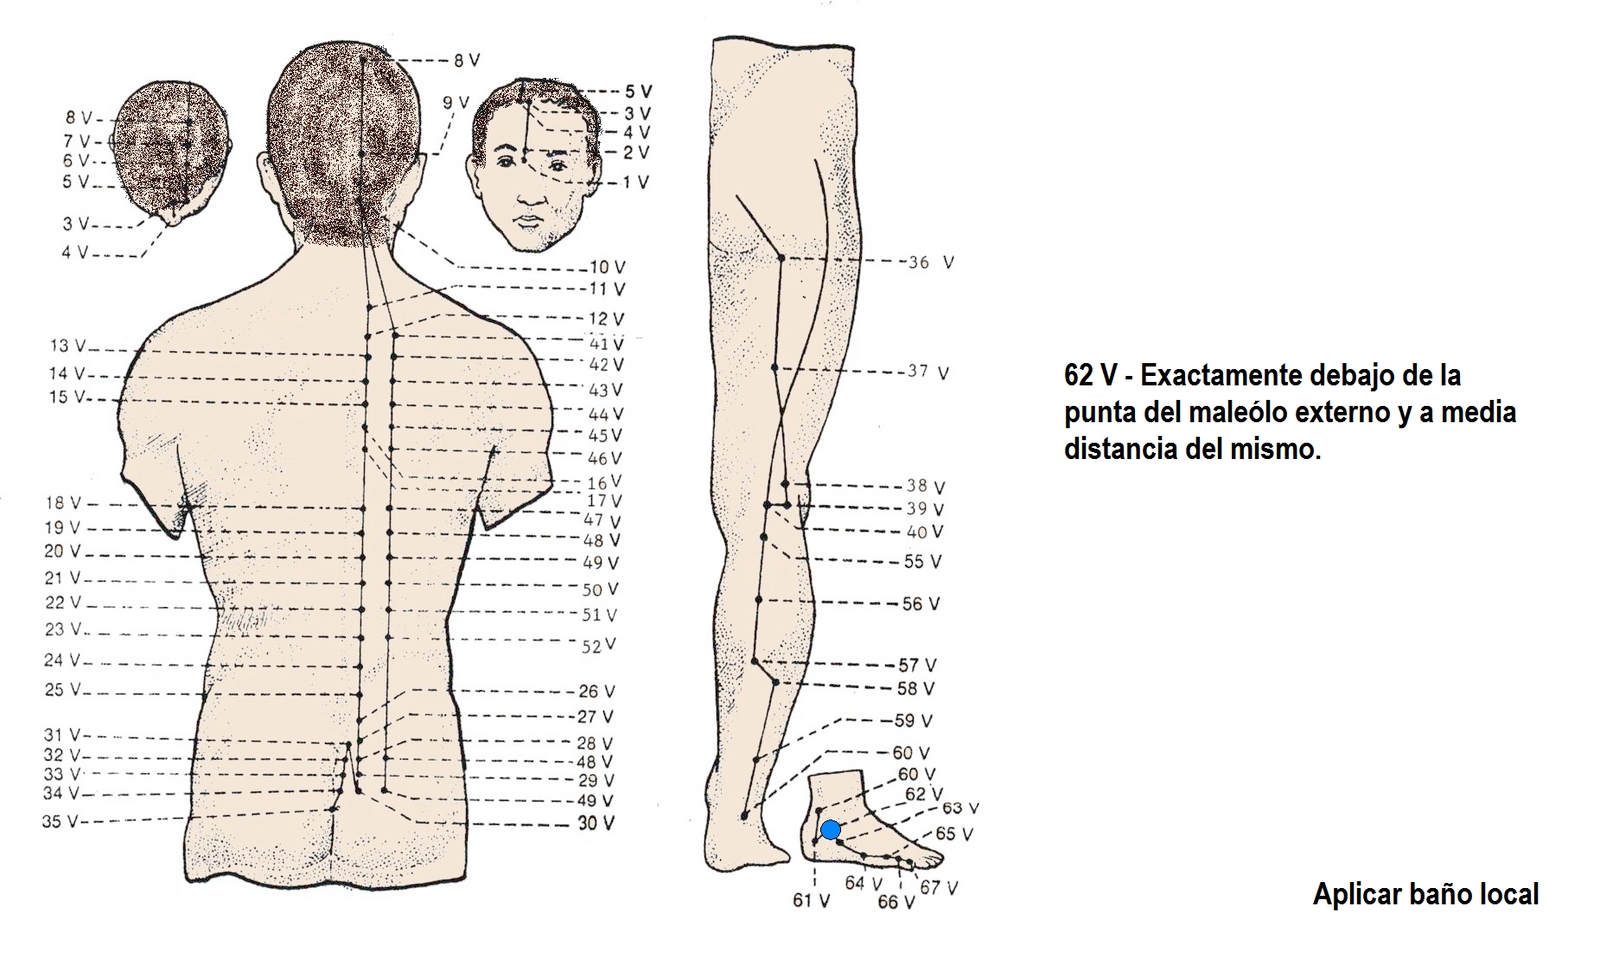 8 V
7 V
6 V
5 V
3 V
4 V
8 V
9 V
5 V
3 V
4 V
2 V
1 V
10 V
11 V
12 V
41 V
42 V
43 V
44 V
45 V
46 V
16 V
17 V
47 V
48 V
49 V
50 V
51 V
52 V
26 V
27 V
28 V
48 V
29 V
49 V
30 V
13 V
14 V
15 V
18 V
19 V
20 V
21 V
22 V
23 V
24 V
25 V
31 V
32 V
33 V
34 V
35 V
36 V
37 V
38 V
39 V
40 V
55 V
56 V
57 V
58 V
59 V
60 V
60 V
62 V
63 V
65 V
67 V
64 V
66 V
61 V
62 V - Exactamente debajo de la
punta del maleólo externo y a media
distancia del mismo.
Aplicar baño local